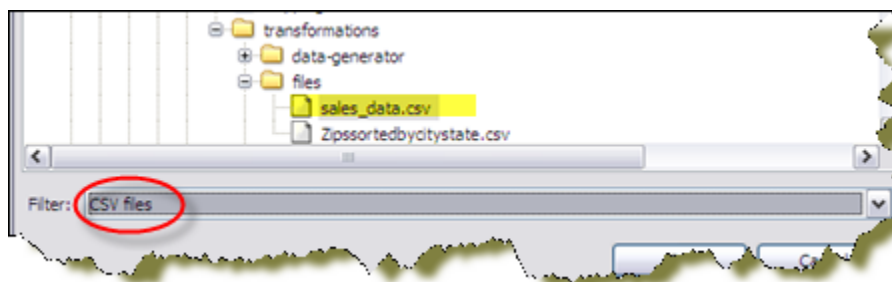 transformations
data-generator
files
sales_data.csv
Zipssortedbycitystate.csv
Filter: CSV files